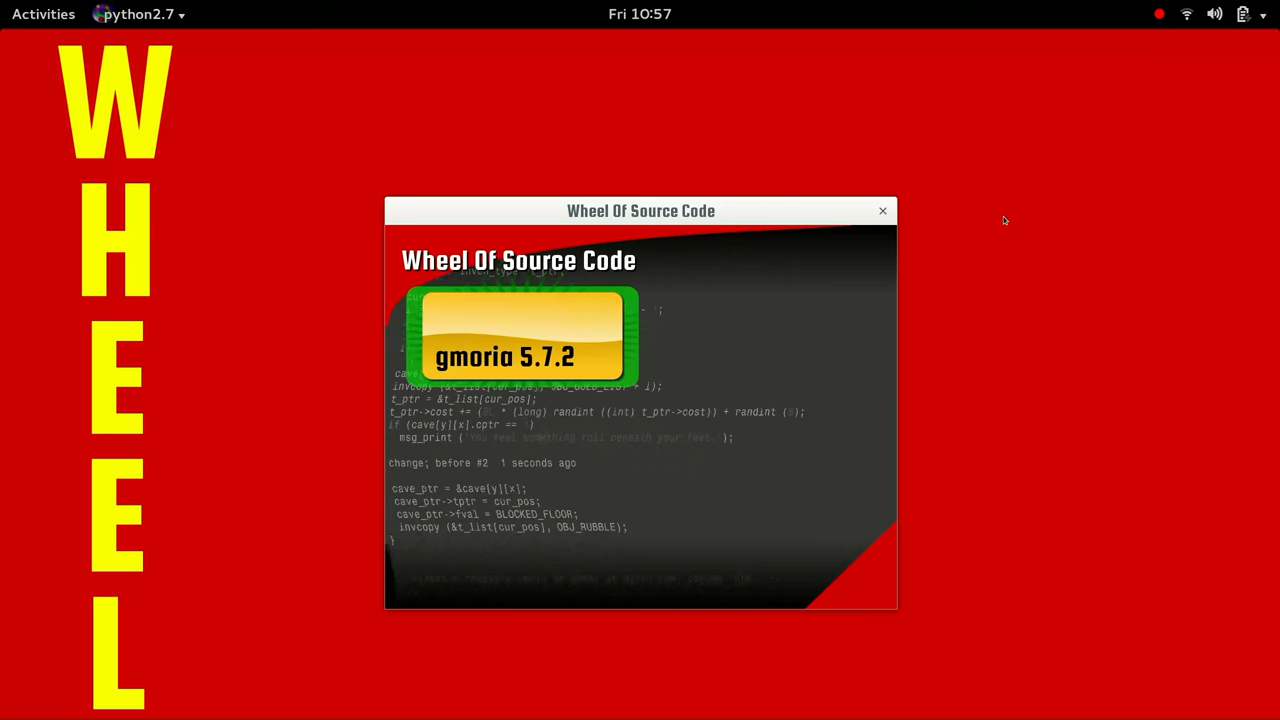 Activities
python2.7
Fri 10:57
W
H
E
E
L
Wheel Of Source Code
Wheel Of Source Code
gmoria 5.7.2
t_ptr = &t_list[cur_pos];
t_ptr->cost += ( * (long) randint ((int) t_ptr->cost)) + randint ( );
if (cave[y][x].cptr ==
msg_print (
change; before #2 1 seconds ago
cave_ptr = &cave[y][x];
cave_ptr->tptr = cur_pos;
cave_ptr->fval = BLOCKED_FLOOR;
invcopy (&t_list[cur_pos], OBJ_RUBBLE);
}